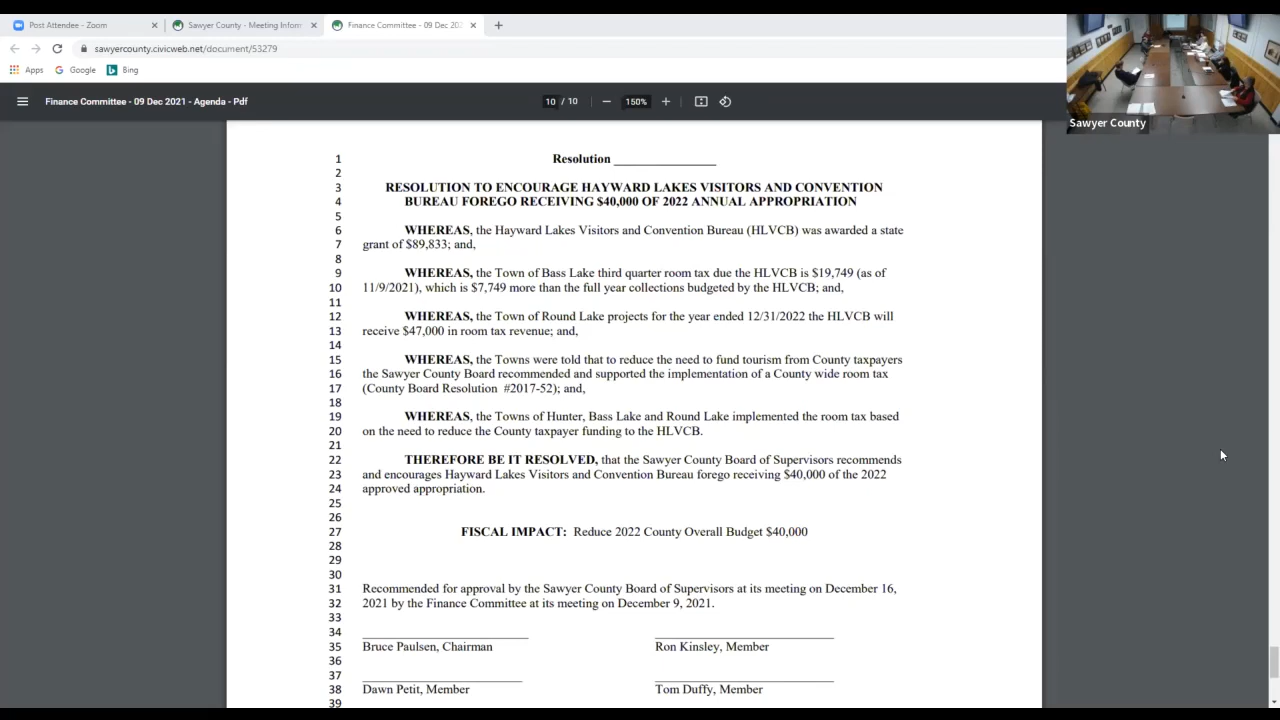 Post Attendee - Zoom
Sawyer County - Meeting Inform
Finance Committee - 09 Dec 202
sawyercounty.civicweb.net/document/53279
Apps Google Bing
Finance Committee - 09 Dec 2021 - Agenda - Pdf
10 / 10
150%
Sawyer County
1 Resolution ________________
2
3 RESOLUTION TO ENCOURAGE HAYWARD LAKES VISITORS AND CONVENTION
4 BUREAU FOREGO RECEIVING $40,000 OF 2022 ANNUAL APPROPRIATION
5
6 WHEREAS, the Hayward Lakes Visitors and Convention Bureau (HLVCB) was awarded a state
7 grant of $89,833; and,
8
9 WHEREAS, the Town of Bass Lake third quarter room tax due the HLVCB is $19,749 (as of
10 11/9/2021), which is $7,749 more than the full year collections budgeted by the HLVCB; and,
11
12 WHEREAS, the Town of Round Lake projects for the year ended 12/31/2022 the HLVCB will
13 receive $47,000 in room tax revenue; and,
14
15 WHEREAS, the Towns were told that to reduce the need to fund tourism from County taxpayers
16 the Sawyer County Board recommended and supported the implementation of a County wide room tax
17 (County Board Resolution #2017-52); and,
18
19 WHEREAS, the Towns of Hunter, Bass Lake and Round Lake implemented the room tax based
20 on the need to reduce the County taxpayer funding to the HLVCB.
21
22 THEREFORE BE IT RESOLVED, that the Sawyer County Board of Supervisors recommends
23 and encourages Hayward Lakes Visitors and Convention Bureau forego receiving $40,000 of the 2022
24 approved appropriation.
25
26
27 FISCAL IMPACT: Reduce 2022 County Overall Budget $40,000
28
29
30
31 Recommended for approval by the Sawyer County Board of Supervisors at its meeting on December 16,
32 2021 by the Finance Committee at its meeting on December 9, 2021.
33
34
35 Bruce Paulsen, Chairman Ron Kinsley, Member
36
37
38 Dawn Petit, Member Tom Duffy, Member
39